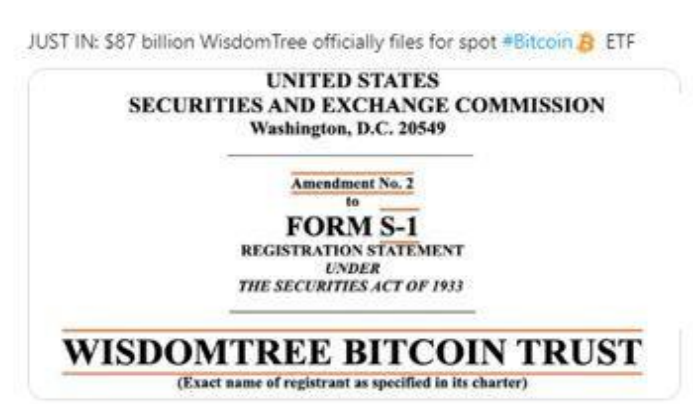 JUST IN: $87 billion WisdomTree officially files for spot #Bitcoin ETF
UNITED STATES
SECURITIES AND EXCHANGE COMMISSION
Washington, D.C. 20549
Amendment No. 2
to
FORM S-1
REGISTRATION STATEMENT
UNDER
THE SECURITIES ACT OF 1933
WISDOMTREE BITCOIN TRUST
(Exact name of registrant as specified in its charter)